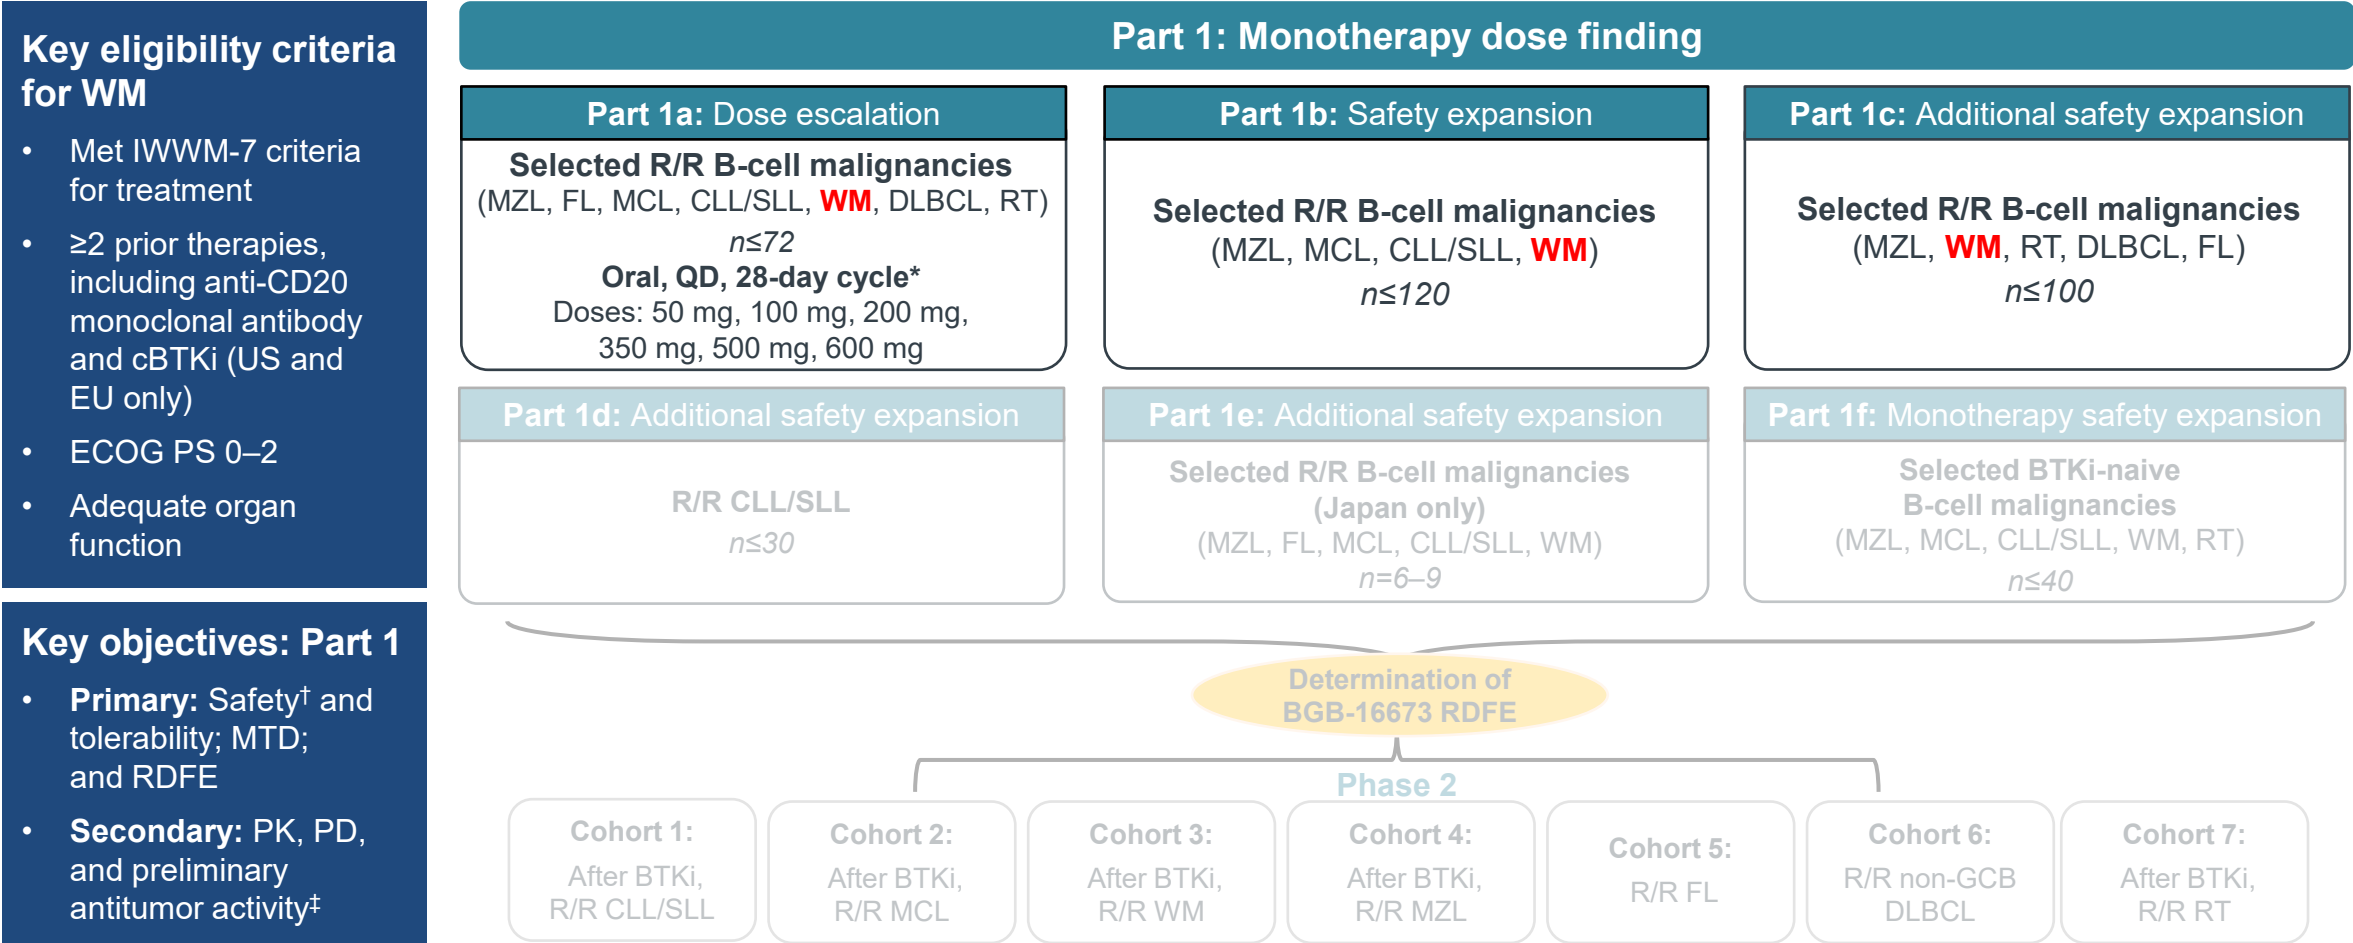 Key eligibility criteria
for WM
• Met IWWM-7 criteria
for treatment
• ≥2 prior therapies,
including anti-CD20
monoclonal antibody
and cBTKi (US and
EU only)
• ECOG PS 0–2
• Adequate organ
function
Key objectives: Part 1
• Primary: Safety† and
tolerability; MTD;
and RDFE
• Secondary: PK, PD,
and preliminary
antitumor activity‡
Part 1: Monotherapy dose finding
Part 1a: Dose escalation
Selected R/R B-cell malignancies
(MZL, FL, MCL, CLL/SLL, WM, DLBCL, RT)
n≤72
Oral, QD, 28-day cycle*
Doses: 50 mg, 100 mg, 200 mg,
350 mg, 500 mg, 600 mg
Part 1b: Safety expansion
Selected R/R B-cell malignancies
(MZL, MCL, CLL/SLL, WM)
n≤120
Part 1c: Additional safety expansion
Selected R/R B-cell malignancies
(MZL, WM, RT, DLBCL, FL)
n≤100
Part 1d: Additional safety expansion
R/R CLL/SLL
n≤30
Part 1e: Additional safety expansion
Selected R/R B-cell malignancies
(Japan only)
(MZL, FL, MCL, CLL/SLL, WM)
n=6–9
Part 1f: Monotherapy safety expansion
Selected BTKi-naive
B-cell malignancies
(MZL, MCL, CLL/SLL, WM, RT)
n≤40
Determination of
BGB-16673 RDFE
Phase 2
Cohort 1:
After BTKi,
R/R CLL/SLL
Cohort 2:
After BTKi,
R/R MCL
Cohort 3:
After BTKi,
R/R WM
Cohort 4:
After BTKi,
R/R MZL
Cohort 5:
R/R FL
Cohort 6:
R/R non-GCB
DLBCL
Cohort 7:
After BTKi,
R/R RT